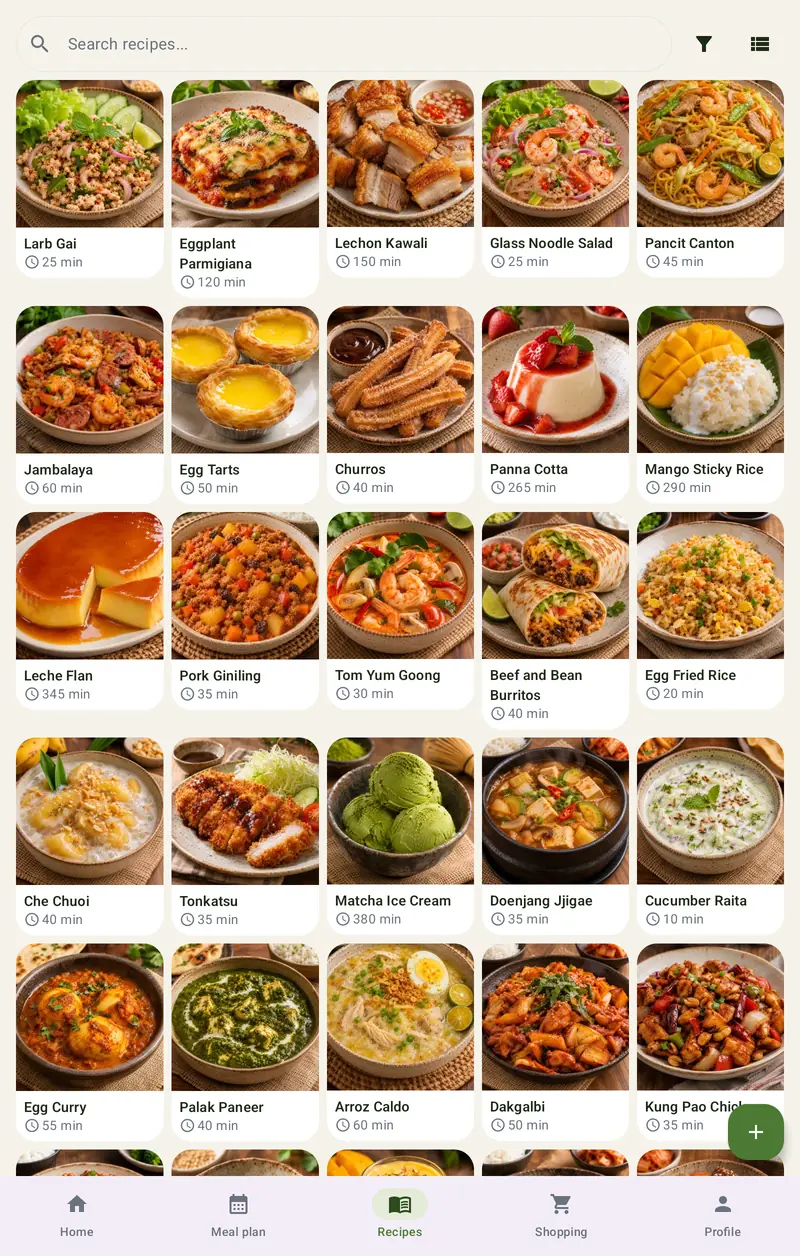 Search recipes...
Larb Gai
25 min
Eggplant
Parmigiana
120 min
Lechon Kawali
150 min
Glass Noodle Salad
25 min
Pancit Canton
45 min
Jambalaya
60 min
Egg Tarts
50 min
Churros
40 min
Panna Cotta
265 min
Mango Sticky Rice
290 min
Leche Flan
345 min
Pork Giniling
35 min
Tom Yum Goong
30 min
Beef and Bean
Burritos
40 min
Egg Fried Rice
20 min
Che Chuoi
40 min
Tonkatsu
35 min
Matcha Ice Cream
380 min
Doenjang Jjigae
35 min
Cucumber Raita
10 min
Egg Curry
55 min
Palak Paneer
40 min
Arroz Caldo
60 min
Dakgalbi
50 min
Kung Pao
35 min
Home
Meal plan
Recipes
Shopping
Profile